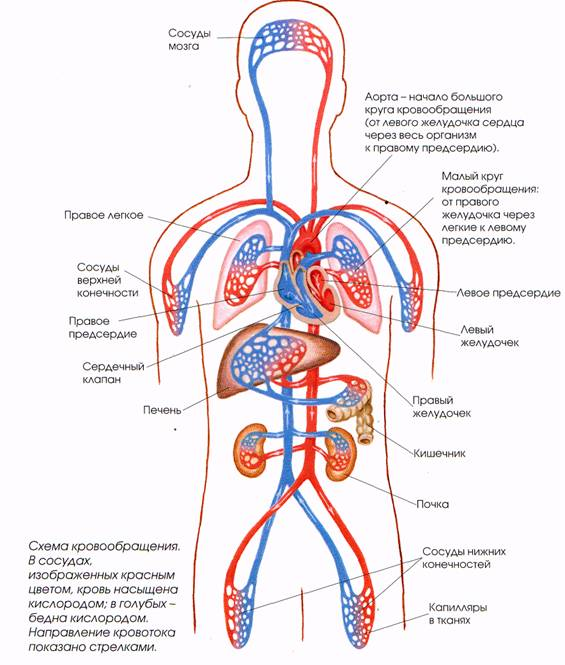 Сосуды
мозга
Аорта – начало большого
круга кровообращения
(от левого желудочка сердца
через весь организм
к правому предсердию).
Малый круг
кровообращения:
от правого
желудочка через
легкие к левому
предсердию.
Правое легкое
Сосуды
верхней
конечности
Левое предсердие
Правое
предсердие
Левый
желудочек
Сердечный
клапан
Печень
Правый
желудочек
Кишечник
Почка
Схема кровообращения.
В сосудах,
изображенных красным
цветом, кровь насыщена
кислородом; в голубых –
бедна кислородом.
Направление кровотока
показано стрелками.
Сосуды нижних
конечностей
Капилляры
в тканях